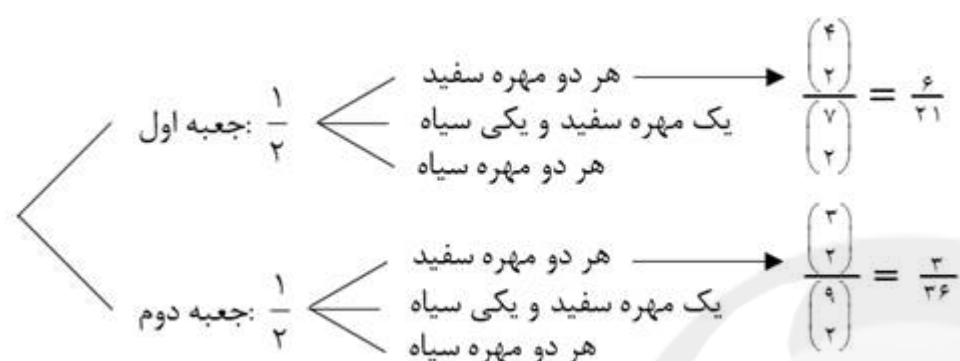 هر دو مهره سفید (۴ ۲) / (۷ ۲) = ۶/۲۱
جعبه اول: ۱/۲ یک مهره سفید و یکی سیاه
هر دو مهره سیاه
هر دو مهره سفید (۳ ۲) / (۹ ۲) = ۳/۳۶
جعبه دوم: ۱/۲ یک مهره سفید و یکی سیاه
هر دو مهره سیاه